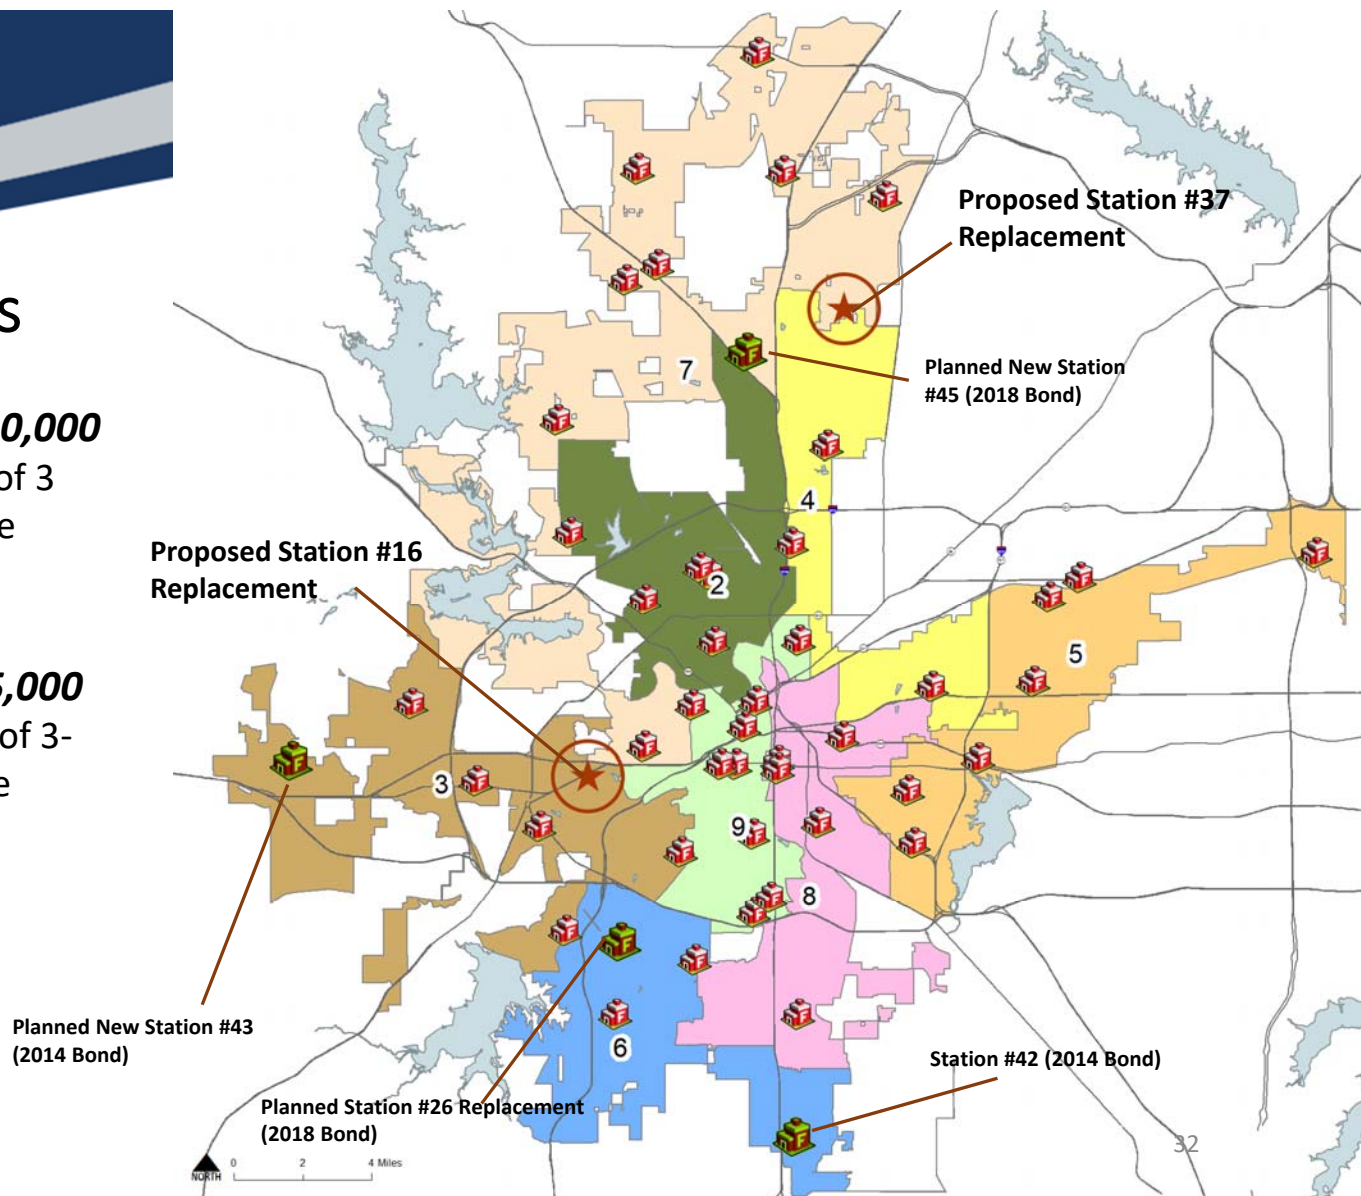 s
0,000
of 3
e
5,000
of 3-
e
Proposed Station #37
Replacement
Planned New Station
#45 (2018 Bond)
Proposed Station #16
Replacement
7
4
2
5
3
9
8
6
Planned New Station #43
(2014 Bond)
Station #42 (2014 Bond)
Planned Station #26 Replacement
(2018 Bond)
32
NORTH
0 2 4 Miles